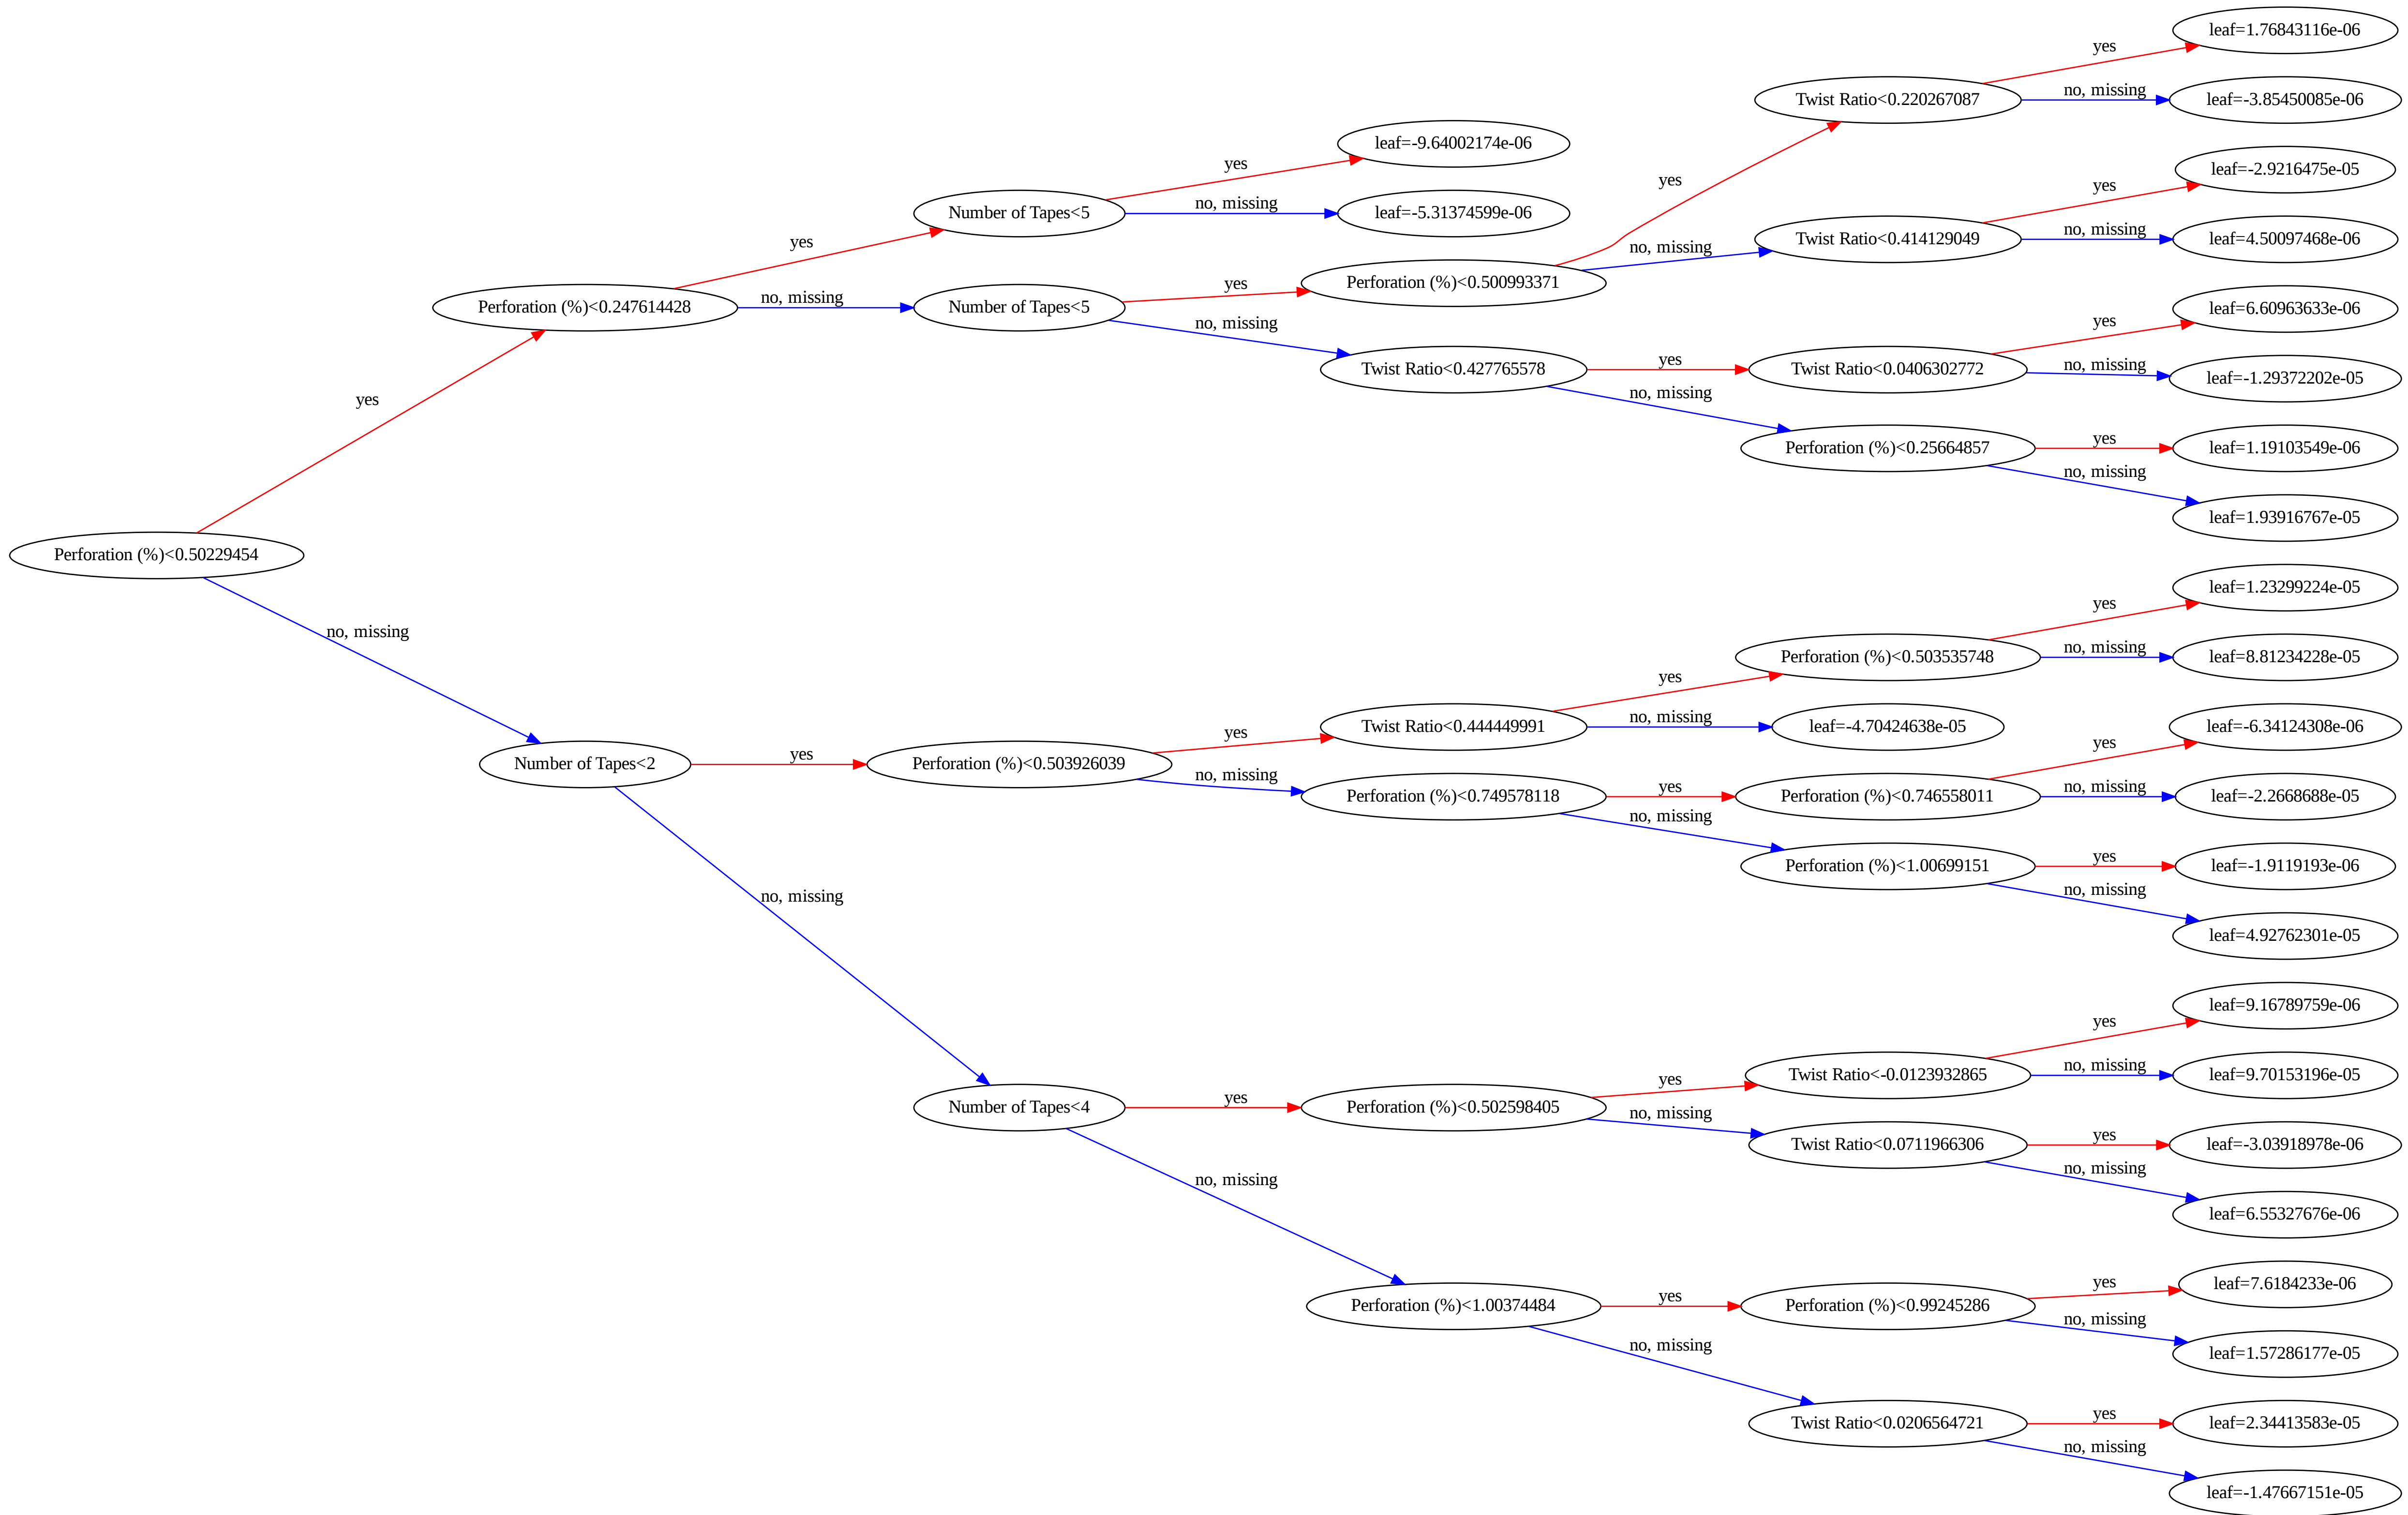 leaf=1.76843116e-06
yes
Twist Ratio<0.220267087
no, missing
leaf=-3.85450085e-06
leaf=-9.64002174e-06
yes
yes
leaf=-2.9216475e-05
yes
Number of Tapes<5
no, missing
leaf=-5.31374599e-06
yes
no, missing
Twist Ratio<0.414129049
no, missing
leaf=4.50097468e-06
yes
Perforation (%)<0.500993371
yes
Perforation (%)<0.247614428
no, missing
Number of Tapes<5
no, missing
leaf=6.60963633e-06
yes
Twist Ratio<0.427765578
yes
Twist Ratio<0.0406302772
no, missing
leaf=-1.29372202e-05
yes
no, missing
Perforation (%)<0.25664857
yes
leaf=1.19103549e-06
no, missing
leaf=1.93916767e-05
Perforation (%)<0.50229454
no, missing
leaf=1.23299224e-05
yes
Perforation (%)<0.503535748
no, missing
leaf=8.81234228e-05
yes
Twist Ratio<0.444449991
no, missing
leaf=-4.70424638e-05
leaf=-6.34124308e-06
yes
yes
Number of Tapes<2
yes
Perforation (%)<0.503926039
no, missing
Perforation (%)<0.749578118
yes
Perforation (%)<0.746558011
no, missing
leaf=-2.2668688e-05
no, missing
Perforation (%)<1.00699151
yes
leaf=-1.9119193e-06
no, missing
no, missing
leaf=4.92762301e-05
leaf=9.16789759e-06
yes
Twist Ratio<-0.0123932865
no, missing
leaf=9.70153196e-05
yes
Number of Tapes<4
yes
Perforation (%)<0.502598405
no, missing
Twist Ratio<0.0711966306
yes
leaf=-3.03918978e-06
no, missing
no, missing
leaf=6.55327676e-06
yes
leaf=7.6184233e-06
Perforation (%)<1.00374484
yes
Perforation (%)<0.99245286
no, missing
no, missing
leaf=1.57286177e-05
Twist Ratio<0.0206564721
yes
leaf=2.34413583e-05
no, missing
leaf=-1.47667151e-05